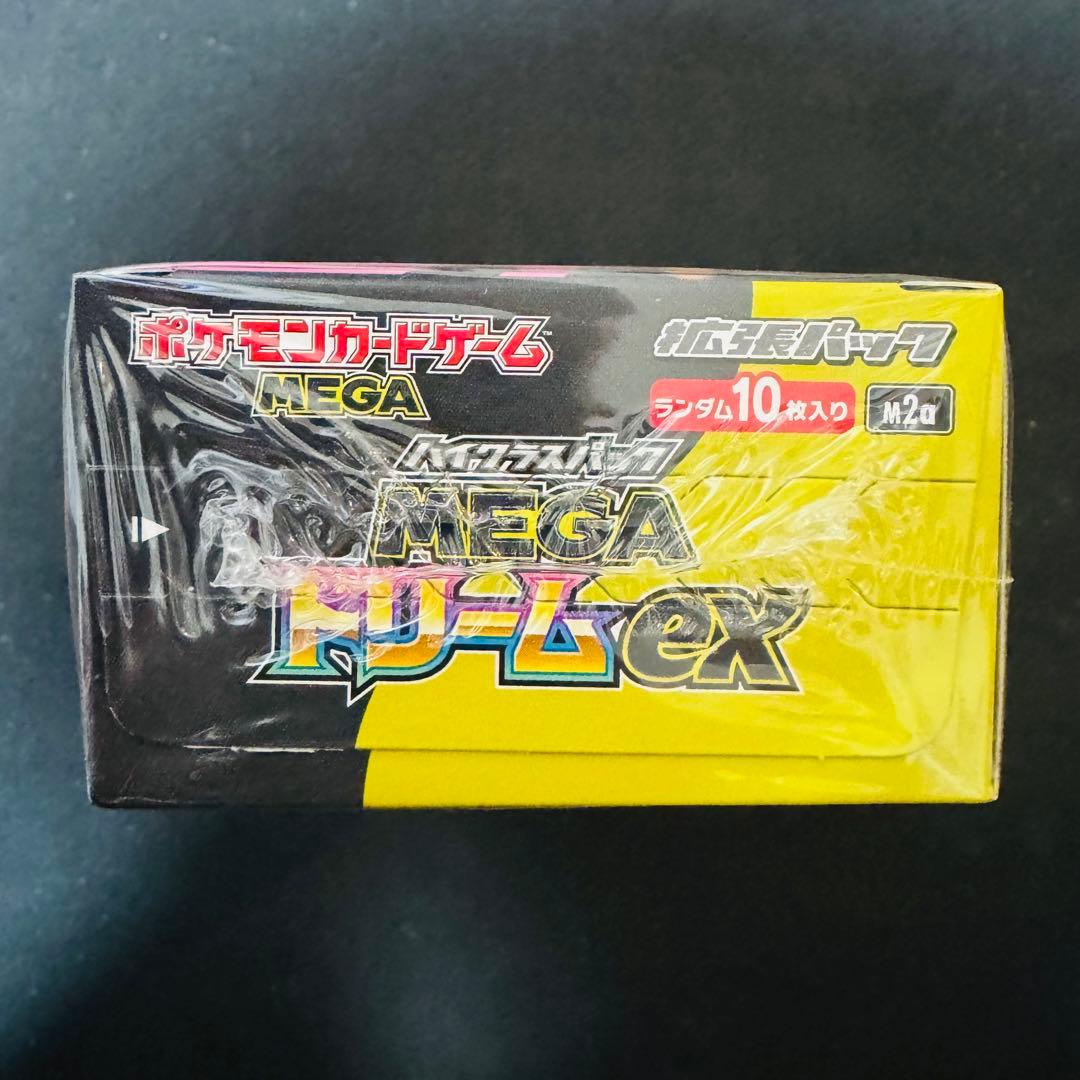 ポケモンカードゲーム™
MEGA
拡張パック
ランダム10枚入り
M2a
ハイクラスパック
MEGA
ドリームex